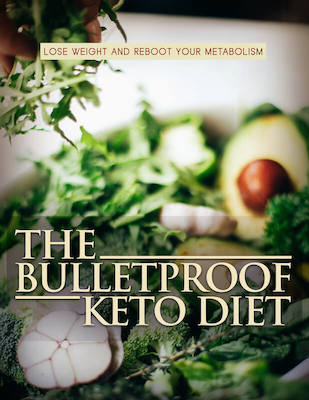 LOSE WEIGHT AND REBOOT YOUR METABOLISM
THE
BULLETPROOF
KETO DIET